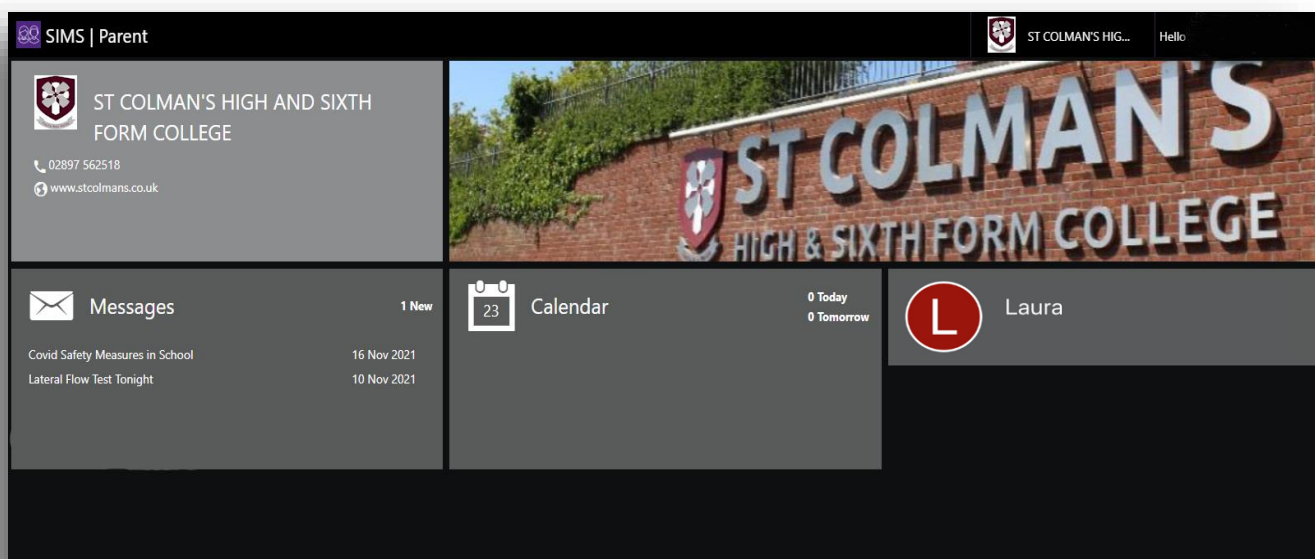 SIMS | Parent
ST COLMAN'S HIG...
Hello
ST COLMAN'S HIGH AND SIXTH
FORM COLLEGE
02897 562518
www.stcolmans.co.uk
ST COLMAN'S
HIGH & SIXTH FORM COLLEGE
Messages
1 New
Covid Safety Measures in School
16 Nov 2021
Lateral Flow Test Tonight
10 Nov 2021
23
Calendar
0 Today
0 Tomorrow
L
Laura